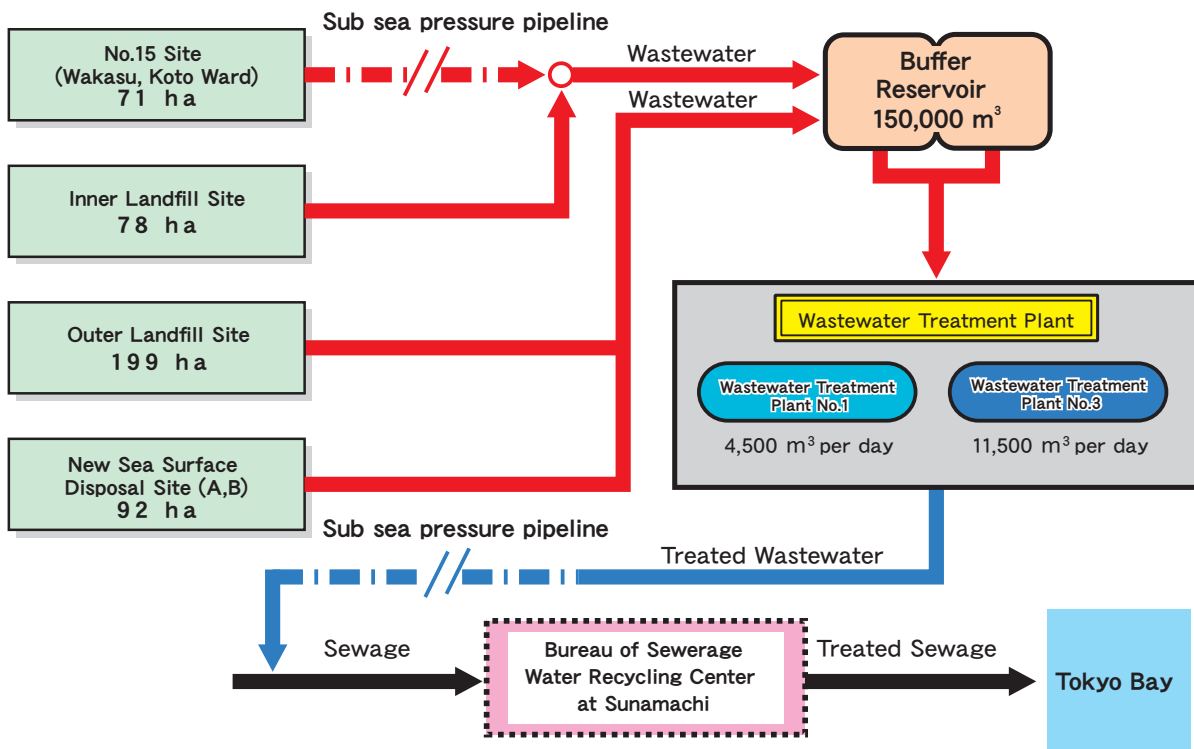 Sub sea pressure pipeline
No.15 Site
(Wakasu, Koto Ward)
71 ha
Wastewater
Wastewater
Buffer
Reservoir
150,000 m³
Inner Landfill Site
78 ha
Outer Landfill Site
199 ha
New Sea Surface
Disposal Site (A,B)
92 ha
Wastewater Treatment Plant
Wastewater Treatment
Plant No.1
4,500 m³ per day
Wastewater Treatment
Plant No.3
11,500 m³ per day
Sub sea pressure pipeline
Treated Wastewater
Sewage
Bureau of Sewerage
Water Recycling Center
at Sunamachi
Treated Sewage
Tokyo Bay